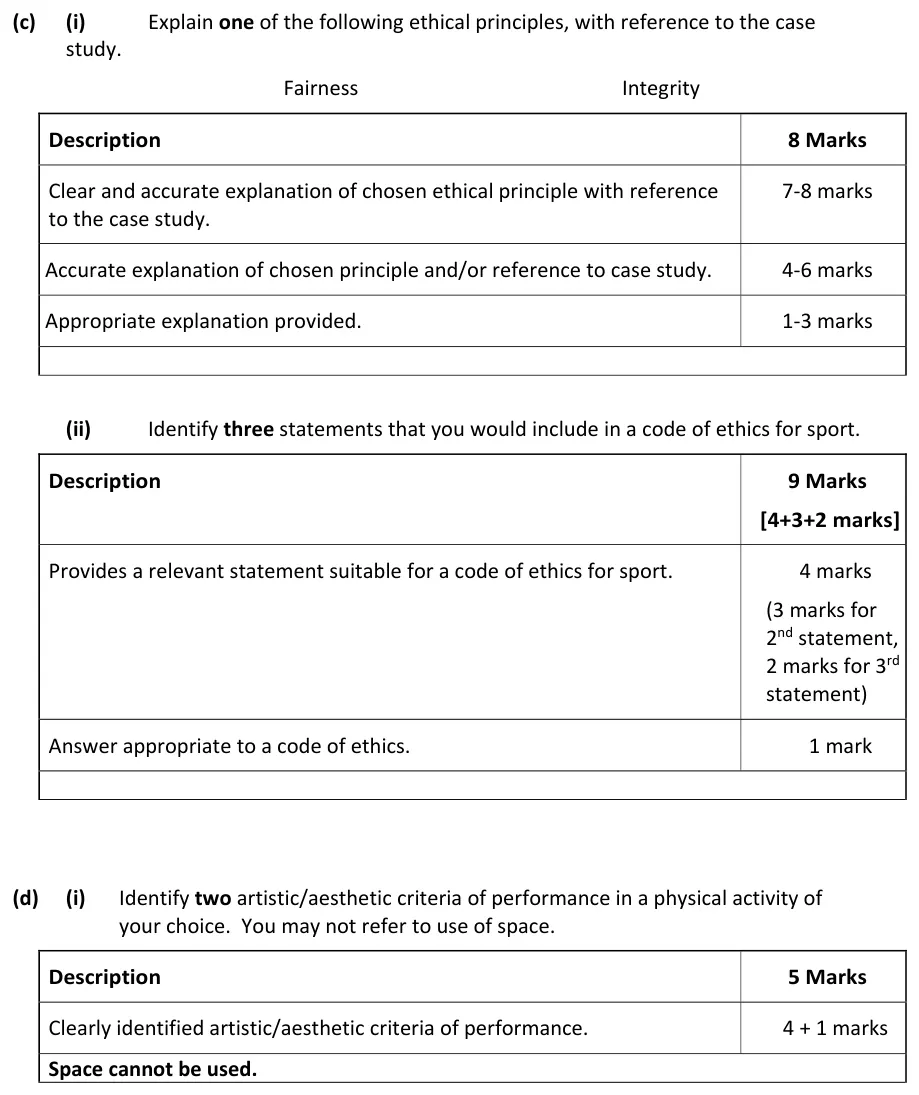 (c) (i) Explain one of the following ethical principles, with reference to the case
study.
Fairness Integrity
Description 8 Marks
Clear and accurate explanation of chosen ethical principle with reference 7-8 marks
to the case study.
Accurate explanation of chosen principle and/or reference to case study. 4-6 marks
Appropriate explanation provided. 1-3 marks
(ii) Identify three statements that you would include in a code of ethics for sport.
Description 9 Marks
[4+3+2 marks]
Provides a relevant statement suitable for a code of ethics for sport. 4 marks
(3 marks for
2nd statement,
2 marks for 3rd
statement)
Answer appropriate to a code of ethics. 1 mark
(d) (i) Identify two artistic/aesthetic criteria of performance in a physical activity of
your choice. You may not refer to use of space.
Description 5 Marks
Clearly identified artistic/aesthetic criteria of performance. 4 + 1 marks
Space cannot be used.